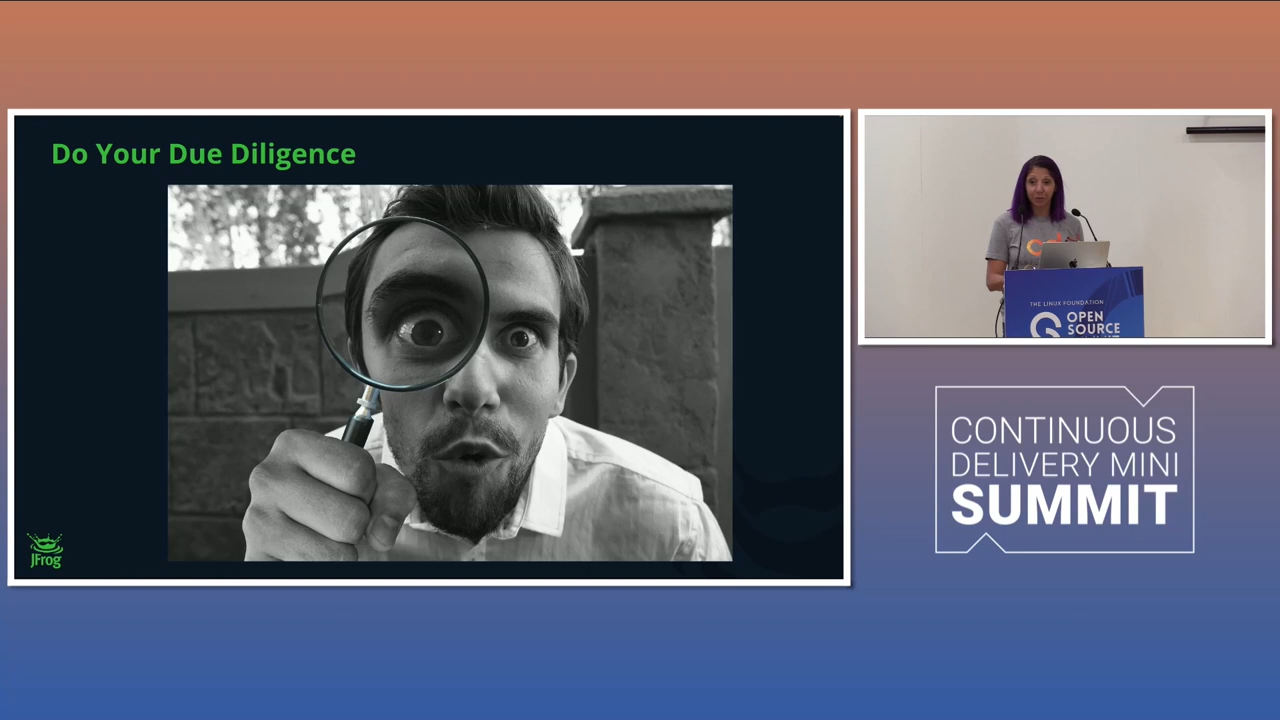 Do Your Due Diligence
JFrog
THE LINUX FOUNDATION
OPEN
SOURCE
CONTINUOUS
DELIVERY MINI
SUMMIT